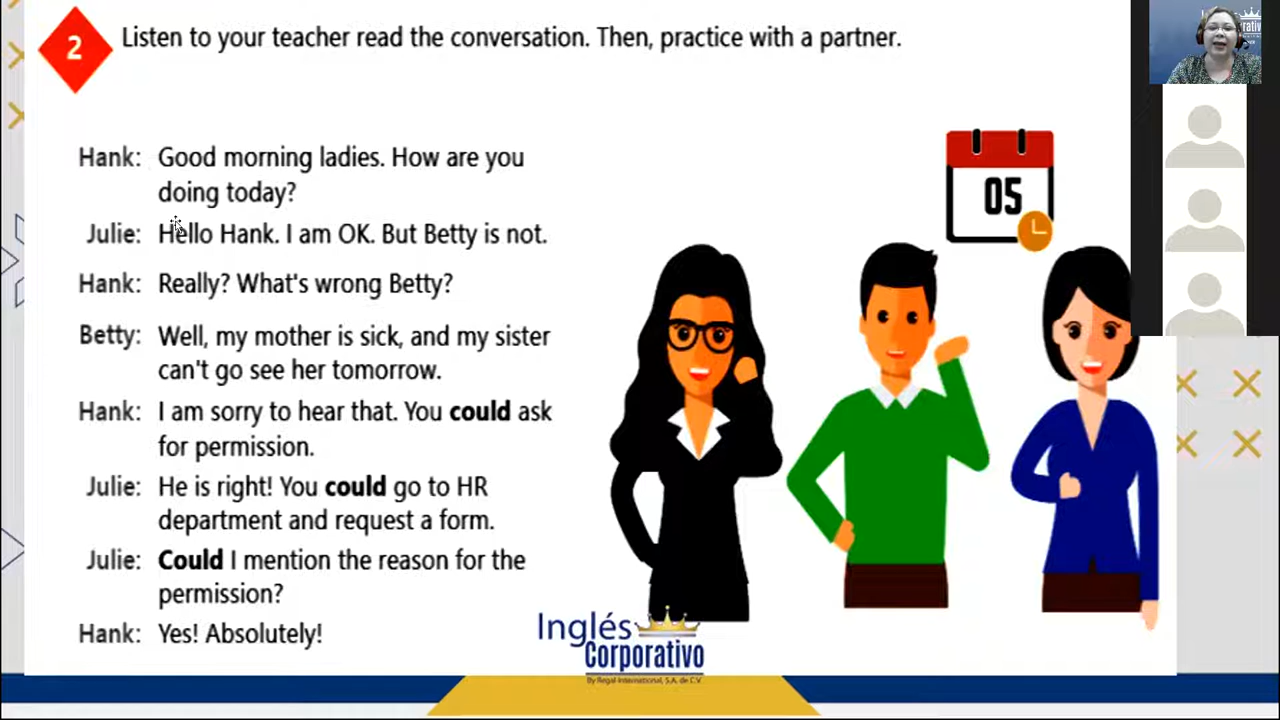 2
Listen to your teacher read the conversation. Then, practice with a partner.
Hank: Good morning ladies. How are you
doing today?
Julie: Hello Hank. I am OK. But Betty is not.
Hank: Really? What's wrong Betty?
Betty: Well, my mother is sick, and my sister
can't go see her tomorrow.
Hank: I am sorry to hear that. You could ask
for permission.
Julie: He is right! You could go to HR
department and request a form.
Julie: Could I mention the reason for the
permission?
Hank: Yes! Absolutely!
05
Inglés
Corporativo
By Regal International, S.A. de C.V.